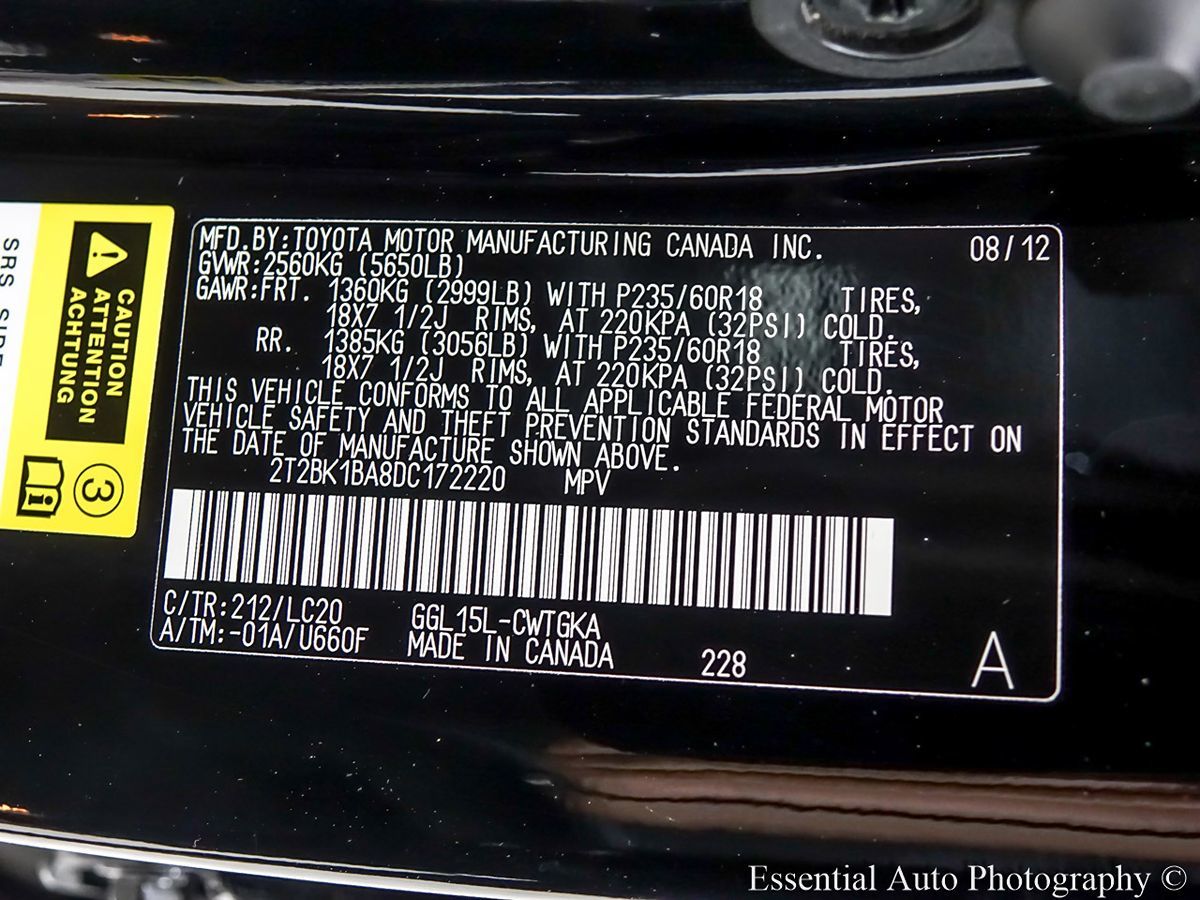 MFD.BY:TOYOTA MOTOR MANUFACTURING CANADA INC. 08/12
GVWR:2560KG (5650LB)
GAWR:FRT. 1360KG (2999LB) WITH P235/60R18 TIRES,
18X7 1/2J RIMS, AT 220KPA (32PSI) COLD.
RR. 1385KG (3056LB) WITH P235/60R18 TIRES,
18X7 1/2J RIMS, AT 220KPA (32PSI) COLD.
THIS VEHICLE CONFORMS TO ALL APPLICABLE FEDERAL MOTOR
VEHICLE SAFETY AND THEFT PREVENTION STANDARDS IN EFFECT ON
THE DATE OF MANUFACTURE SHOWN ABOVE.
2T2BK1BA8DC172220 MPV
C/TR:212/LC20 GGL15L-CWTGKA
A/TM:-01A/U660F MADE IN CANADA 228 A
CAUTION
ATTENTION
ACHTUNG
3
i
SRS SIDE
Essential Auto Photography ©